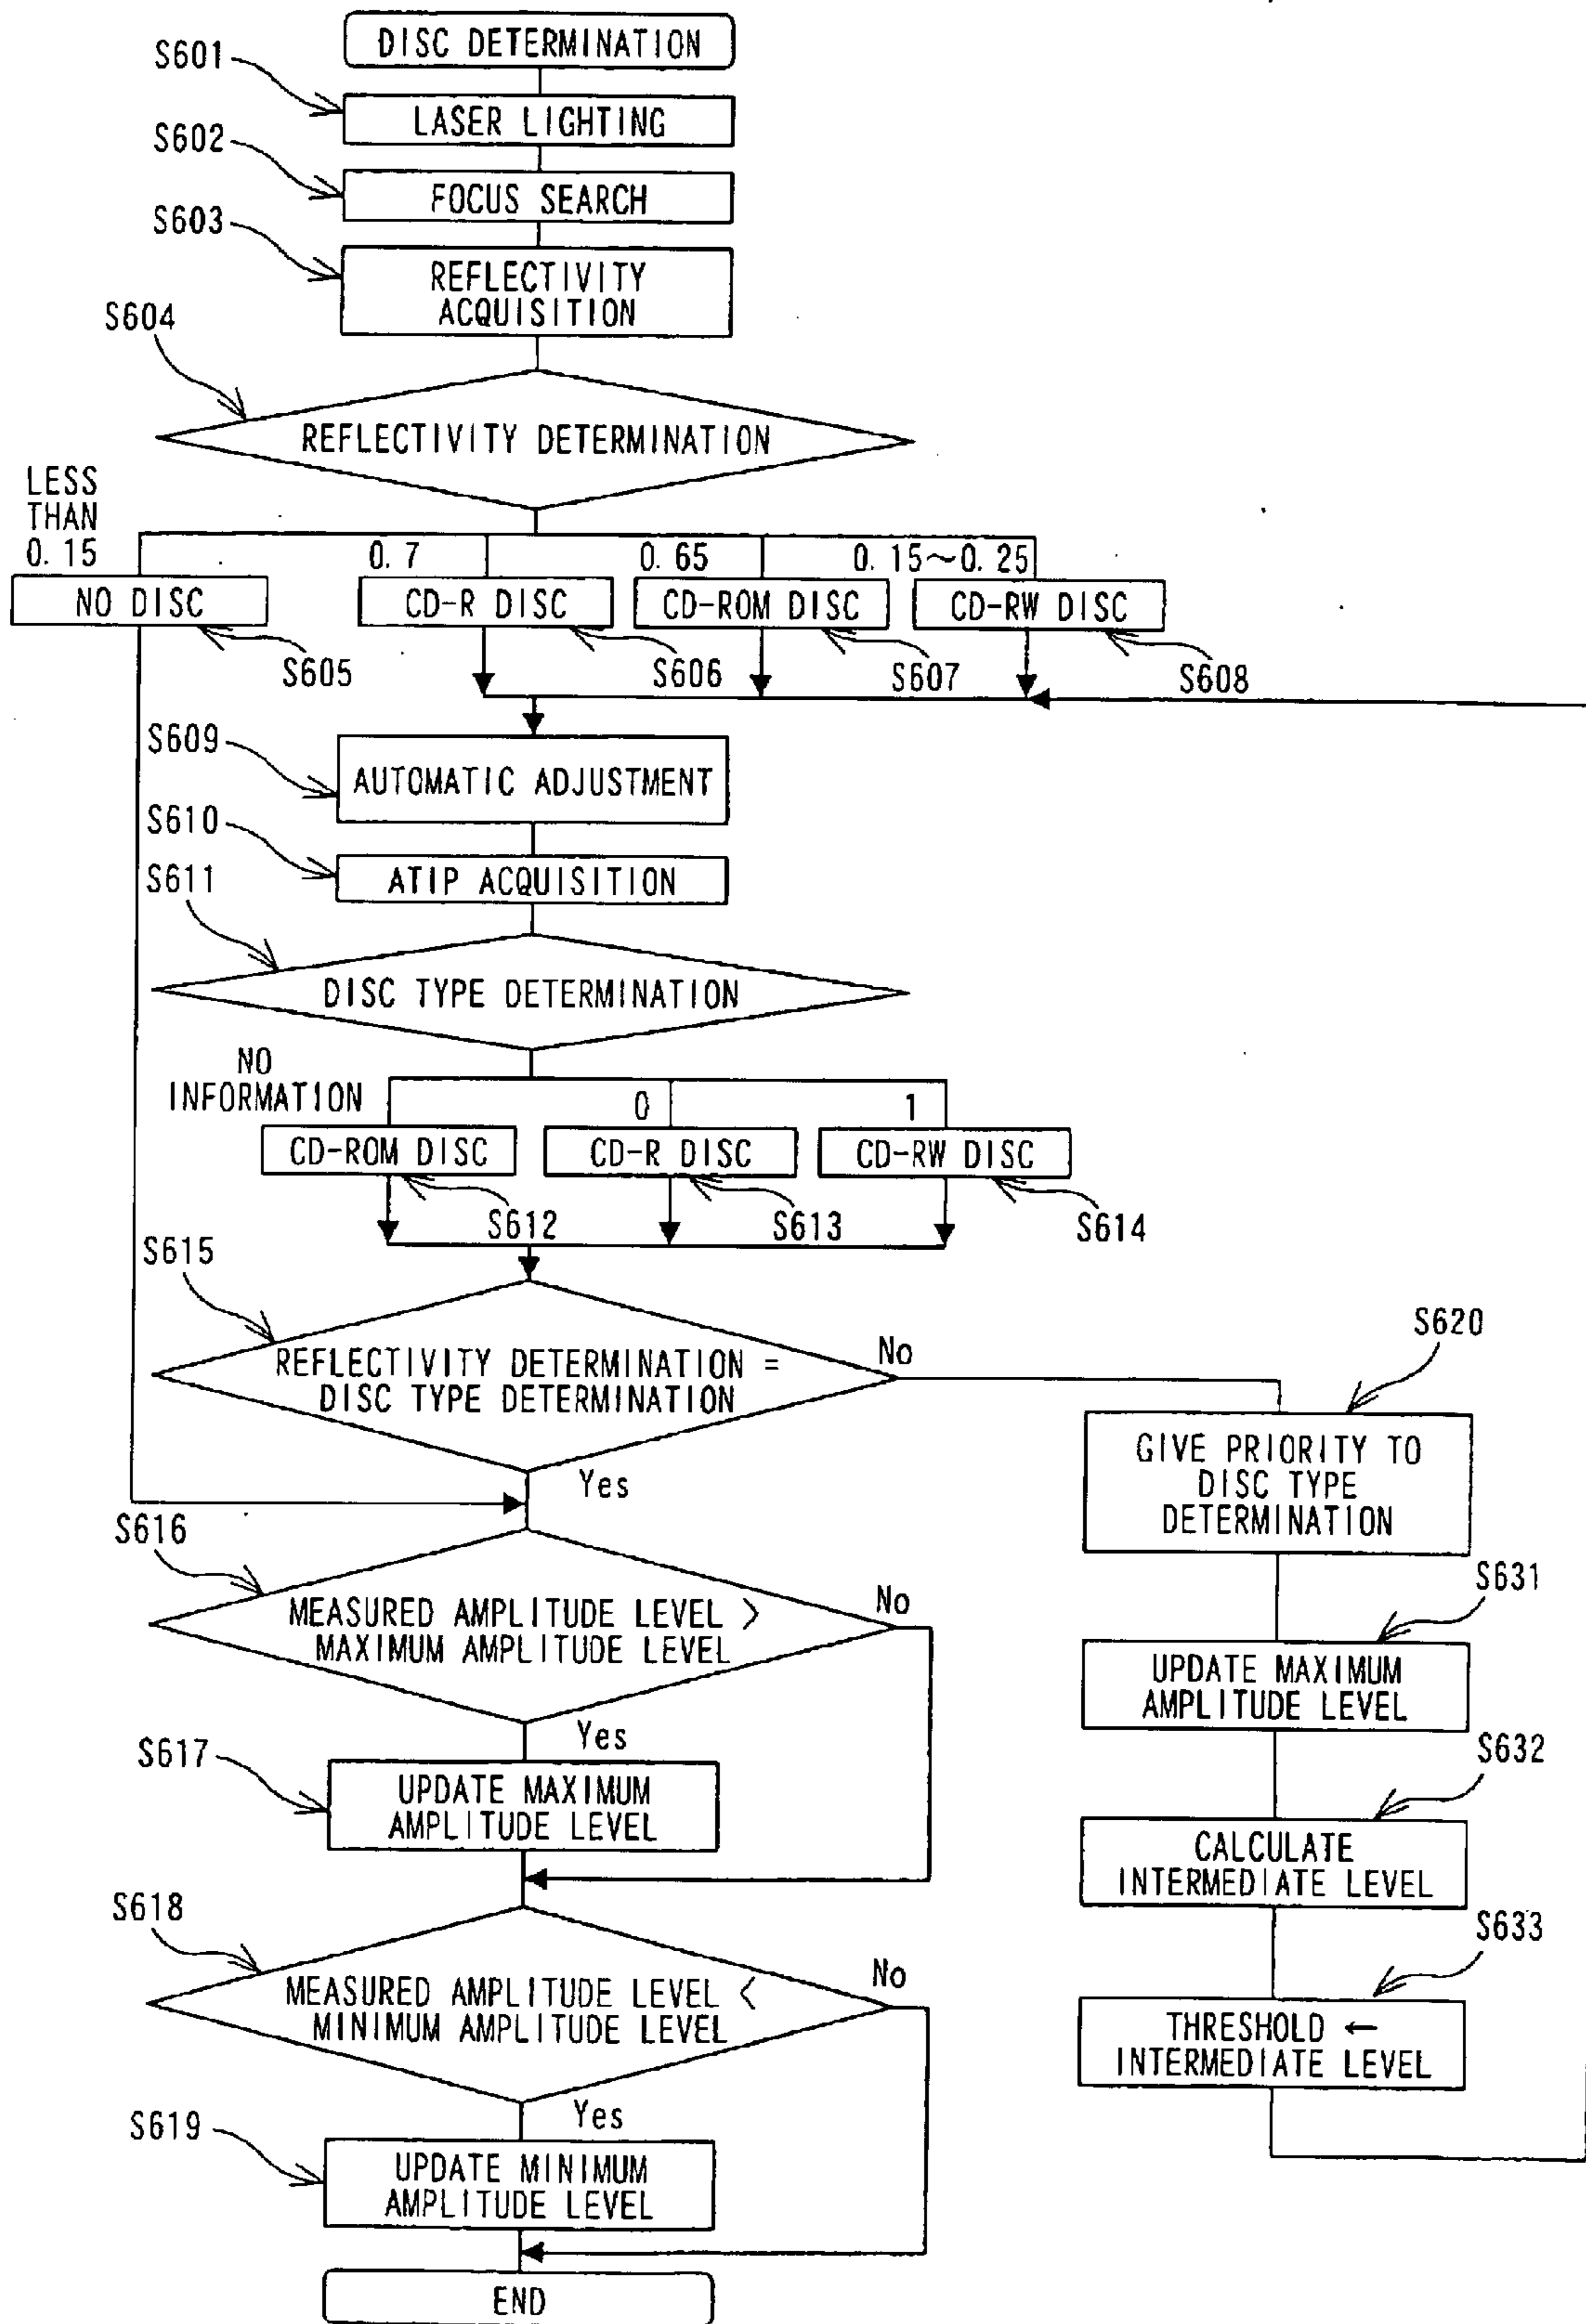 DISC DETERMINATION
S601
LASER LIGHTING
S602
FOCUS SEARCH
S603
REFLECTIVITY
ACQUISITION
S604
REFLECTIVITY DETERMINATION
LESS
THAN
0.15
0.7
0.65
0.15~0.25
NO DISC
CD-R DISC
CD-ROM DISC
CD-RW DISC
S605
S606
S607
S608
S609
AUTOMATIC ADJUSTMENT
S610
ATIP ACQUISITION
S611
DISC TYPE DETERMINATION
NO
INFORMATION
0
1
CD-ROM DISC
CD-R DISC
CD-RW DISC
S612
S613
S614
S615
REFLECTIVITY DETERMINATION =
DISC TYPE DETERMINATION
No
Yes
S620
GIVE PRIORITY TO
DISC TYPE
DETERMINATION
S616
MEASURED AMPLITUDE LEVEL >
MAXIMUM AMPLITUDE LEVEL
No
Yes
S631
UPDATE MAXIMUM
AMPLITUDE LEVEL
S617
UPDATE MAXIMUM
AMPLITUDE LEVEL
S632
CALCULATE
INTERMEDIATE LEVEL
S618
MEASURED AMPLITUDE LEVEL <
MINIMUM AMPLITUDE LEVEL
No
Yes
S633
THRESHOLD ←
INTERMEDIATE LEVEL
S619
UPDATE MINIMUM
AMPLITUDE LEVEL
END